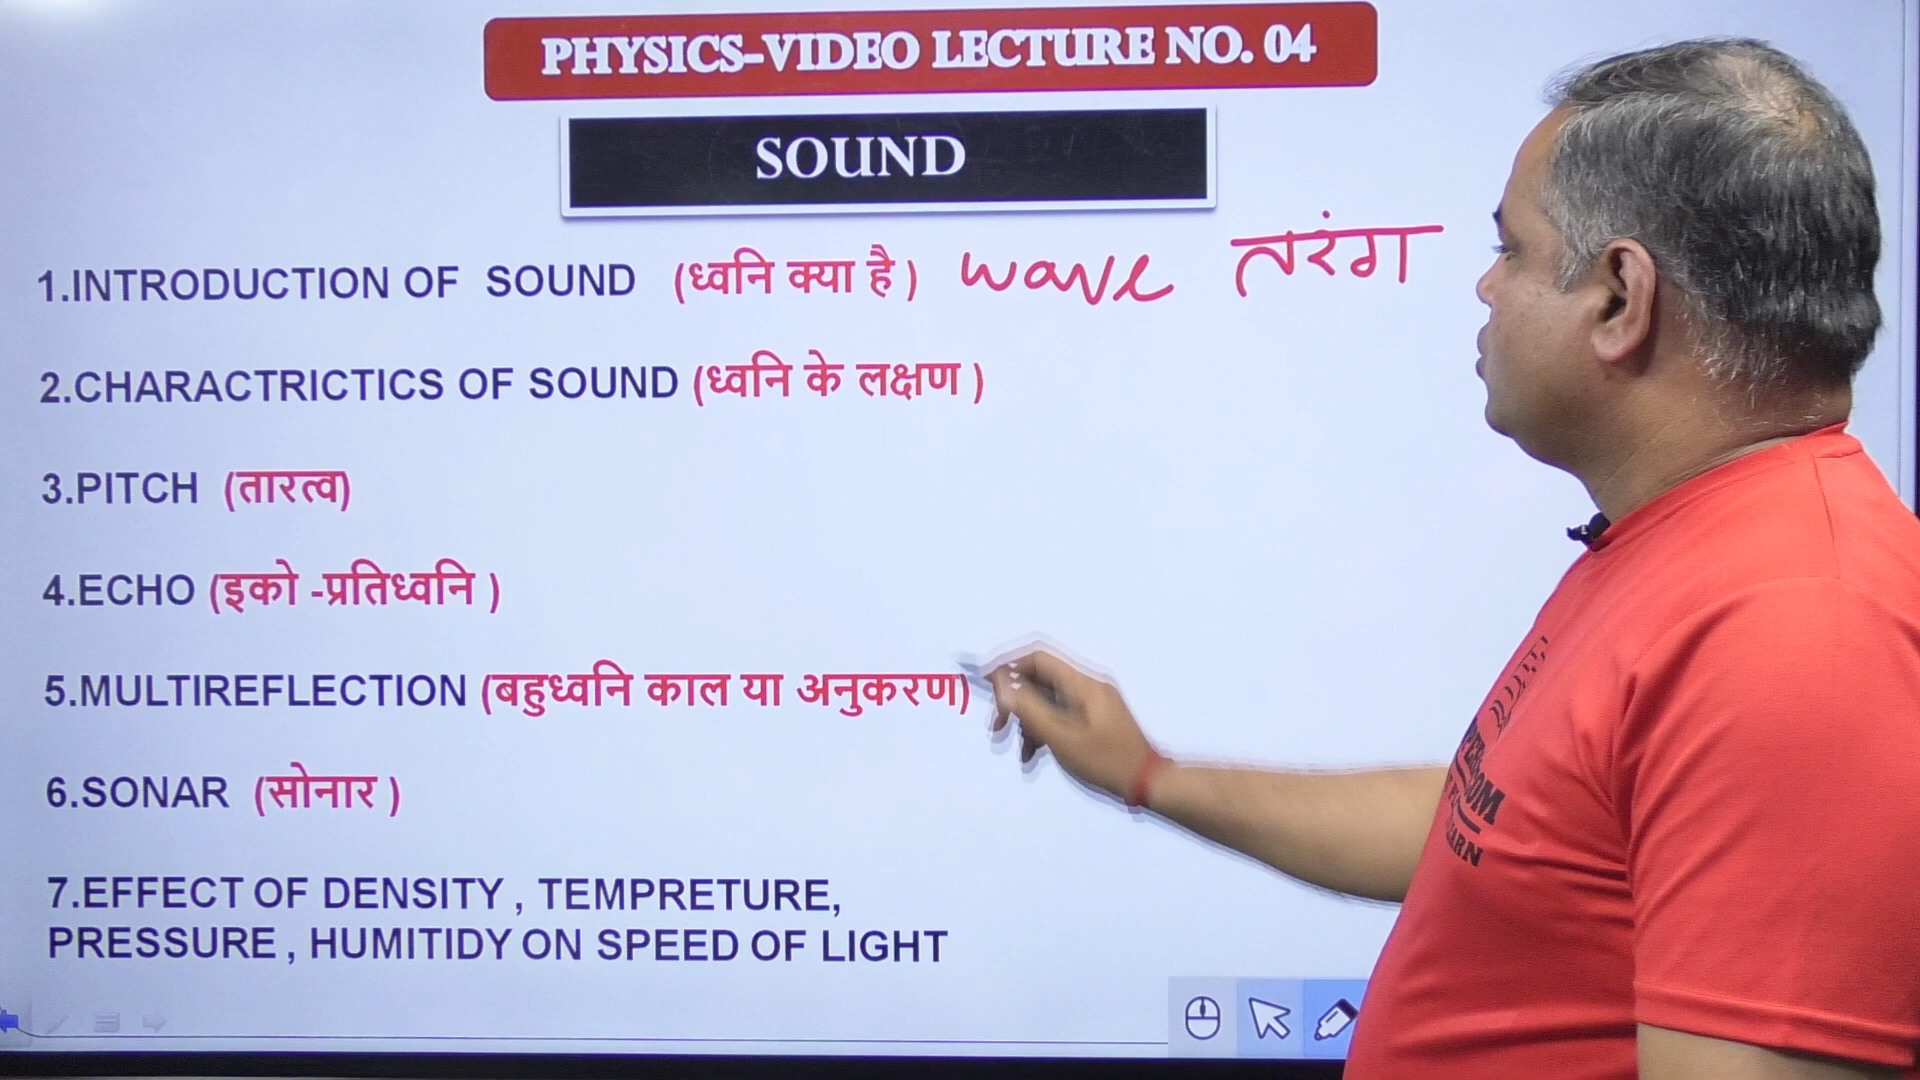 PHYSICS-VIDEO LECTURE NO. 04
SOUND
1.INTRODUCTION OF SOUND (ध्वनि क्या है ) wave तरंग
2.CHARACTRICTICS OF SOUND (ध्वनि के लक्षण )
3.PITCH (तारत्व)
4.ECHO (इको -प्रतिध्वनि )
5.MULTIREFLECTION (बहुध्वनि काल या अनुकरण)
6.SONAR (सोनार )
7.EFFECT OF DENSITY , TEMPRETURE,
PRESSURE , HUMITIDY ON SPEED OF LIGHT